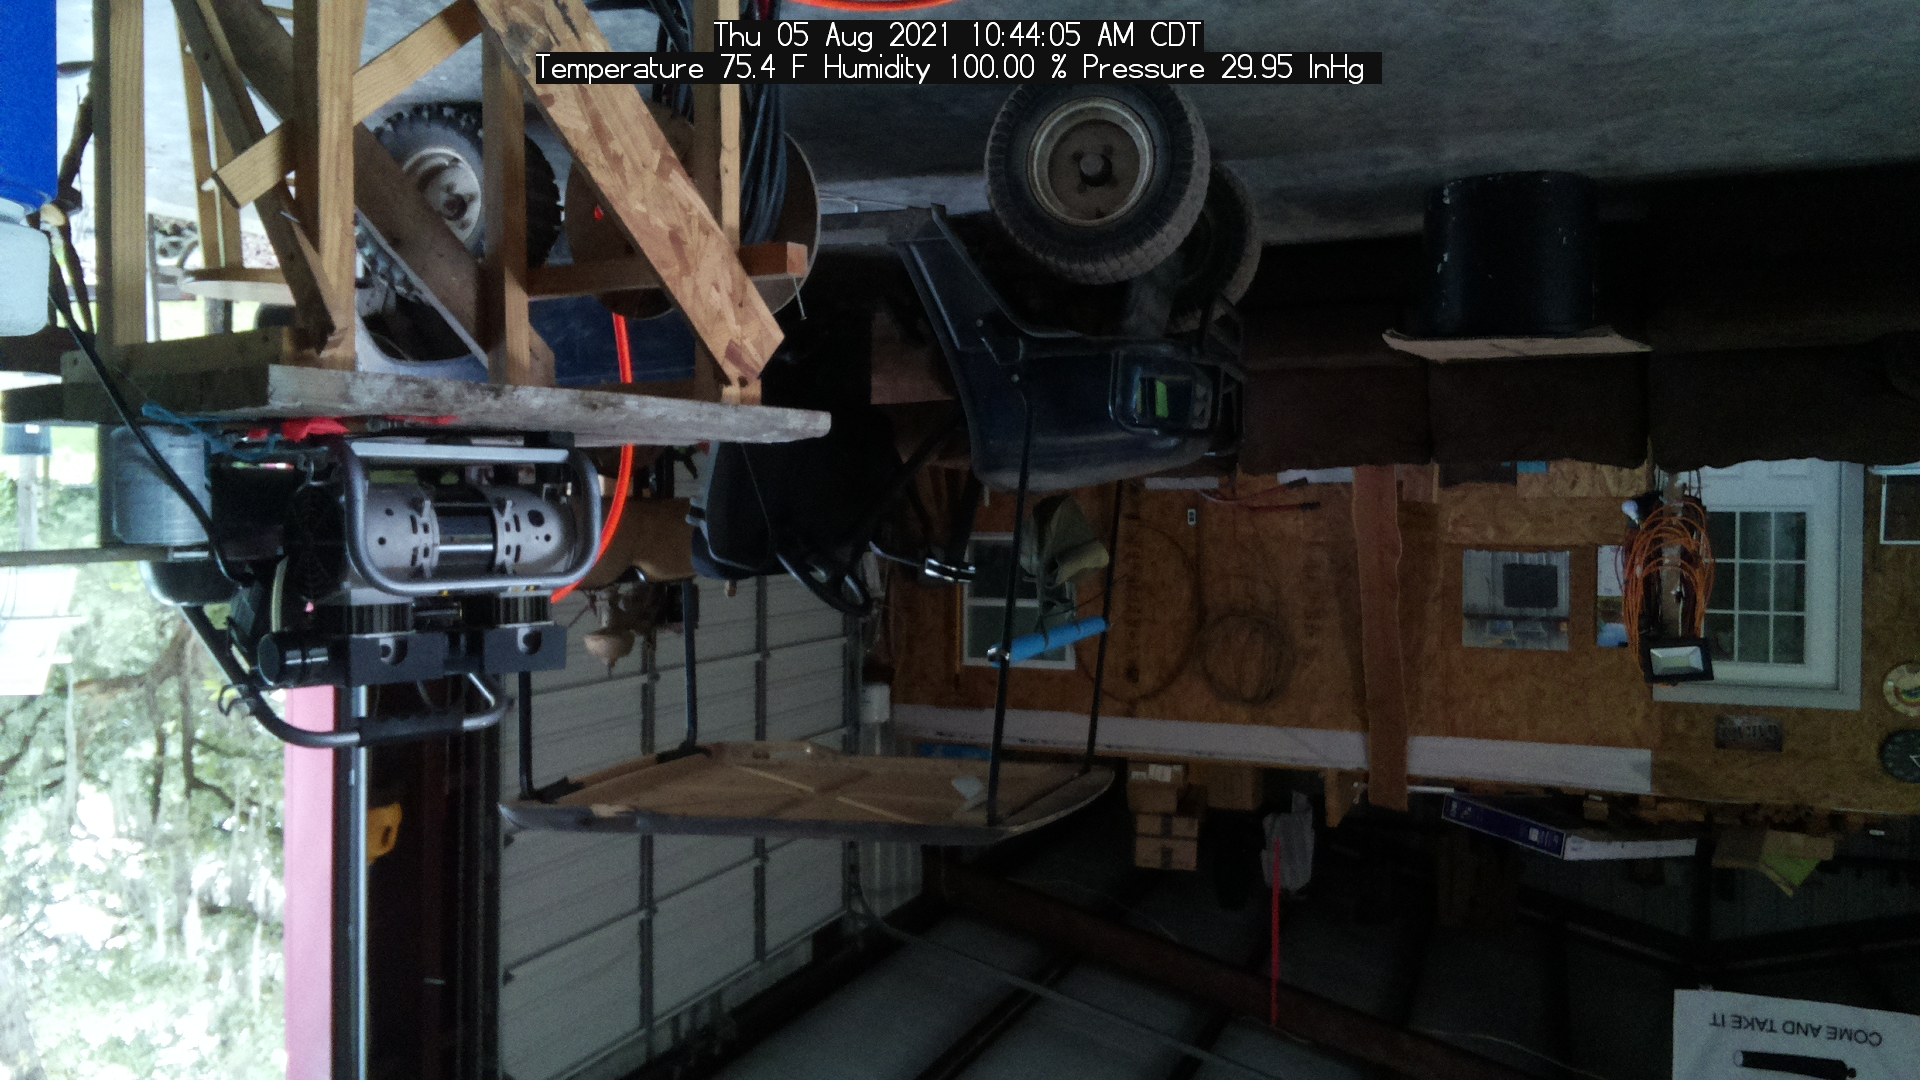 Thu 05 Aug 2021 10:44:05 AM CDT
Temperature 75.4 F Humidity 100.00 % Pressure 29.95 InHg
COME AND TAKE IT